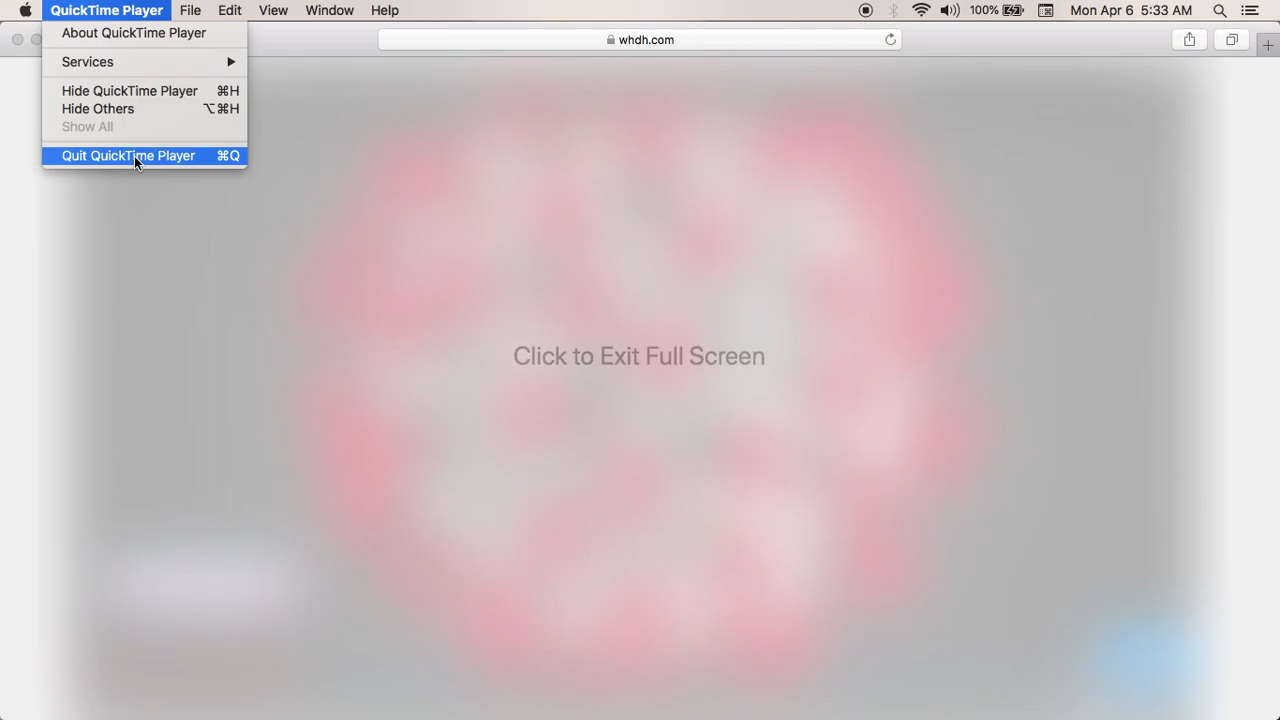 QuickTime Player File Edit View Window Help 100% Mon Apr 6 5:33 AM
About QuickTime Player
whdh.com
Services
Hide QuickTime Player ⌘H
Hide Others ⌥⌘H
Show All
Quit QuickTime Player ⌘Q
Click to Exit Full Screen